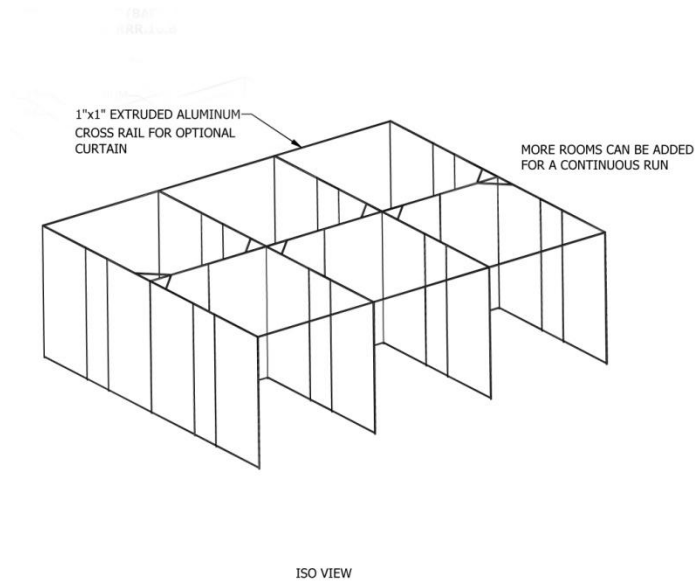 1"x1" EXTRUDED ALUMINUM
CROSS RAIL FOR OPTIONAL
CURTAIN
MORE ROOMS CAN BE ADDED
FOR A CONTINUOUS RUN
ISO VIEW